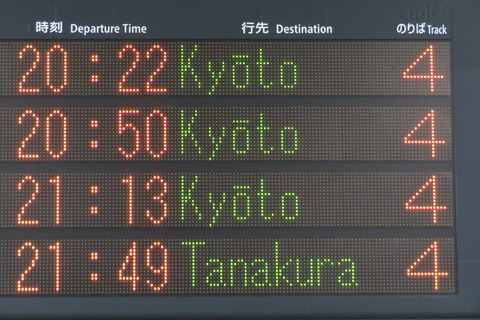 時刻 Departure Time 行先 Destination のりば Track
20:22 Kyōto 4
20:50 Kyōto 4
21:13 Kyōto 4
21:49 Tanakura 4